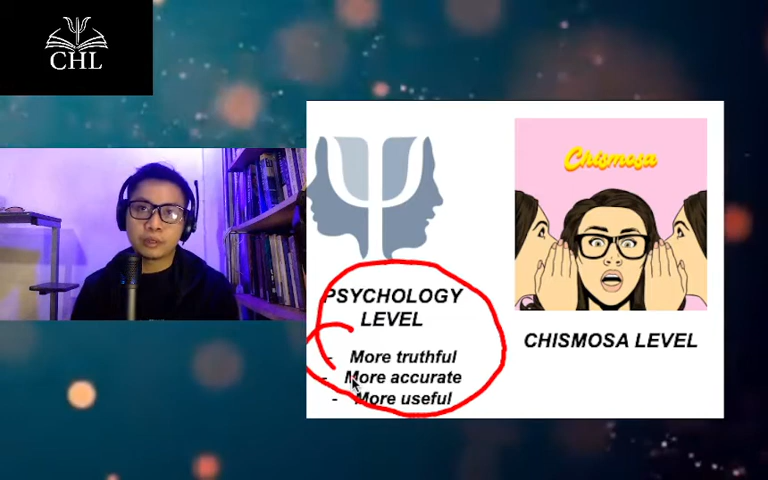 CHL
PSYCHOLOGY
LEVEL
- More truthful
- More accurate
- More useful
Chismosa
CHISMOSA LEVEL